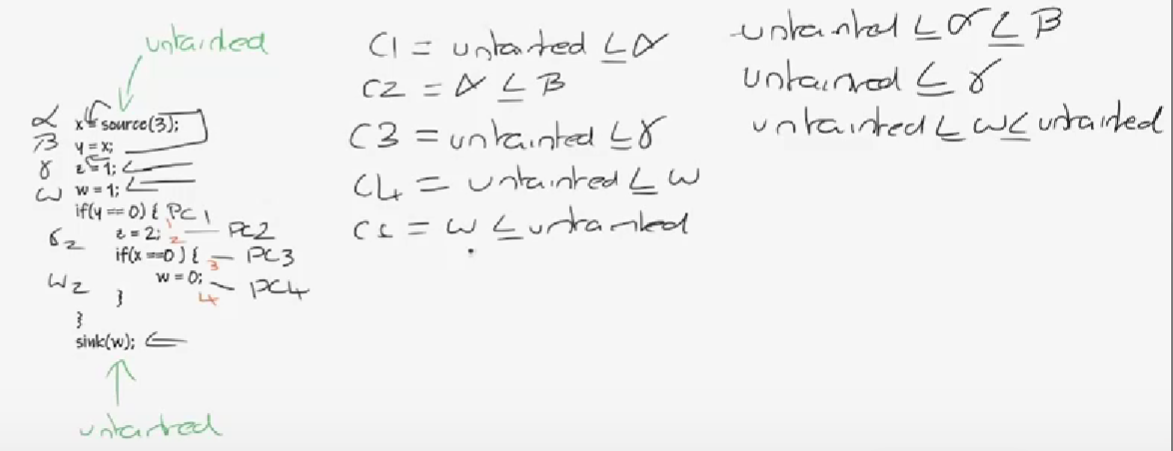 untainted
α x = source(3);
β y = x;
γ z = 1;
ω w = 1;
if(y == 0) { PC1
γ2 z = 2; 1 2 PC2
if(x ==0 ) { 3 PC3
ω2 w = 0; 4 PC4
}
}
sink(w);
untainted
C1 = untainted ≤ α
C2 = α ≤ β
C3 = untainted ≤ γ
C4 = untainted ≤ ω
C5 = ω ≤ untainted
untainted ≤ α ≤ β
untainted ≤ γ
untainted ≤ ω ≤ untainted